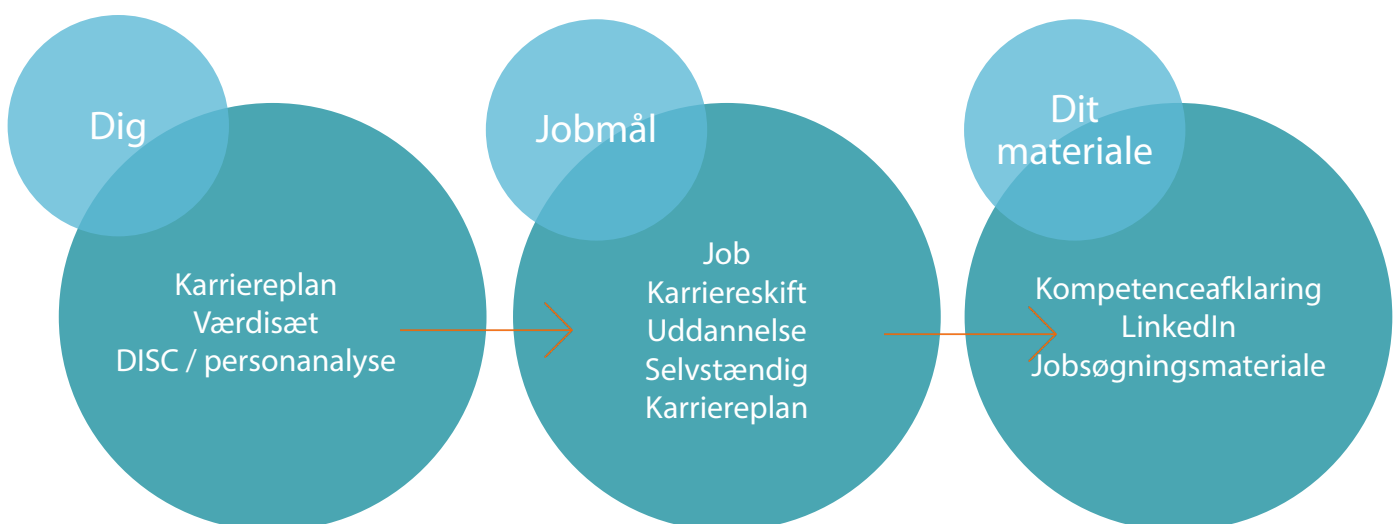 Dig
Karriereplan
Værdisæt
DISC / personanalyse
Jobmål
Job
Karriereskift
Uddannelse
Selvstændig
Karriereplan
Dit
materiale
Kompetenceafklaring
LinkedIn
Jobsøgningsmateriale